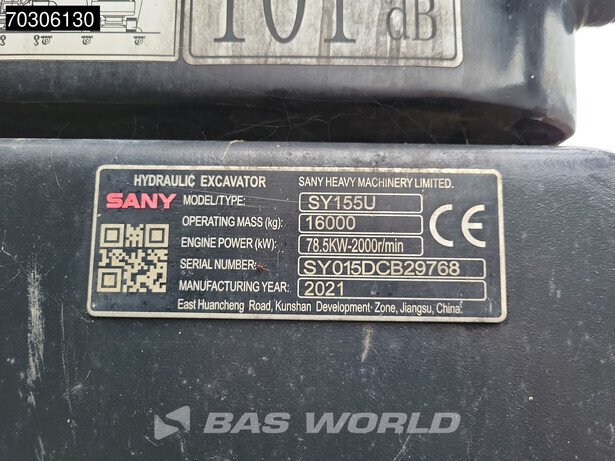 70306130
101 dB
HYDRAULIC EXCAVATOR SANY HEAVY MACHINERY LIMITED.
SANY MODEL/TYPE: SY155U
OPERATING MASS (kg): 16000
ENGINE POWER (kW): 78.5KW-2000r/min
SERIAL NUMBER: SY015DCB29768
MANUFACTURING YEAR: 2021
CE
East Huancheng Road, Kunshan Development Zone, Jiangsu, China.
BAS WORLD